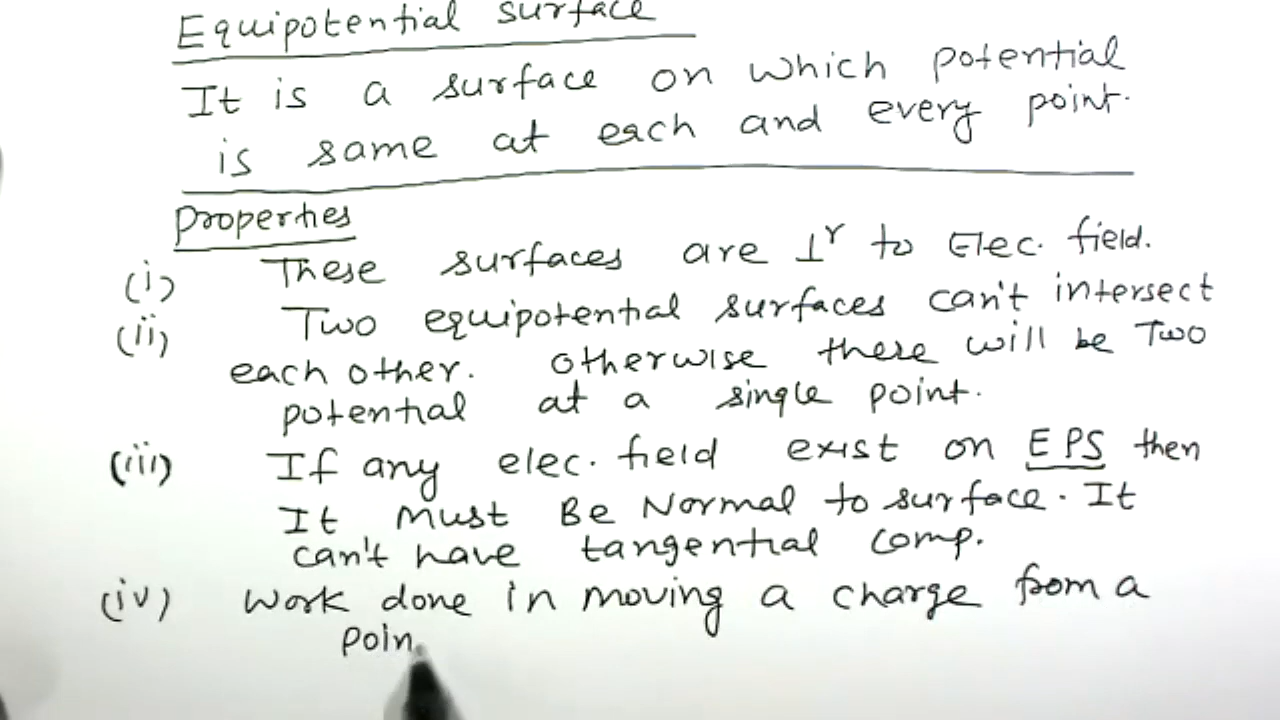 Equipotential surface
It is a surface on which potential
is same at each and every point.
Properties
(i) These surfaces are ⊥r to Elec. field.
(ii) Two equipotential surfaces can't intersect
each other. otherwise there will be Two
potential at a single point.
(iii) If any elec. field exist on EPS then
It Must Be Normal to surface. It
can't have tangential comp.
(iv) Work done in moving a charge from a
poin